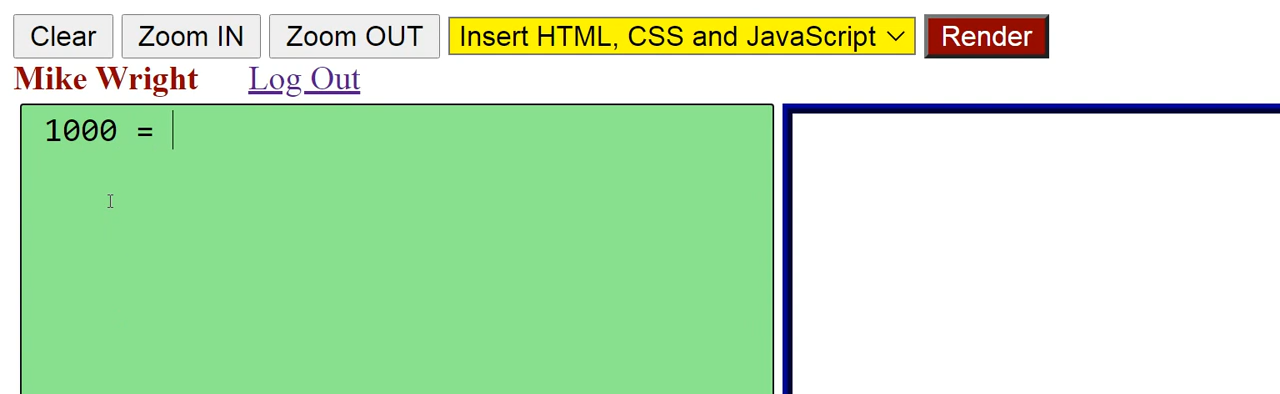 Clear Zoom IN Zoom OUT Insert HTML, CSS and JavaScript Render
Mike Wright Log Out
1000 =